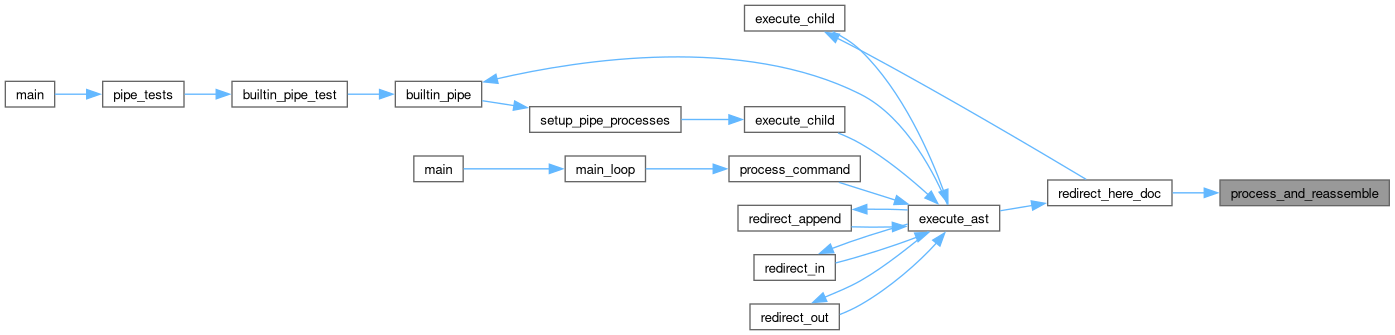 execute_child
main
pipe_tests
builtin_pipe_test
builtin_pipe
setup_pipe_processes
execute_child
main
main_loop
process_command
redirect_here_doc
process_and_reassemble
redirect_append
execute_ast
redirect_in
redirect_out